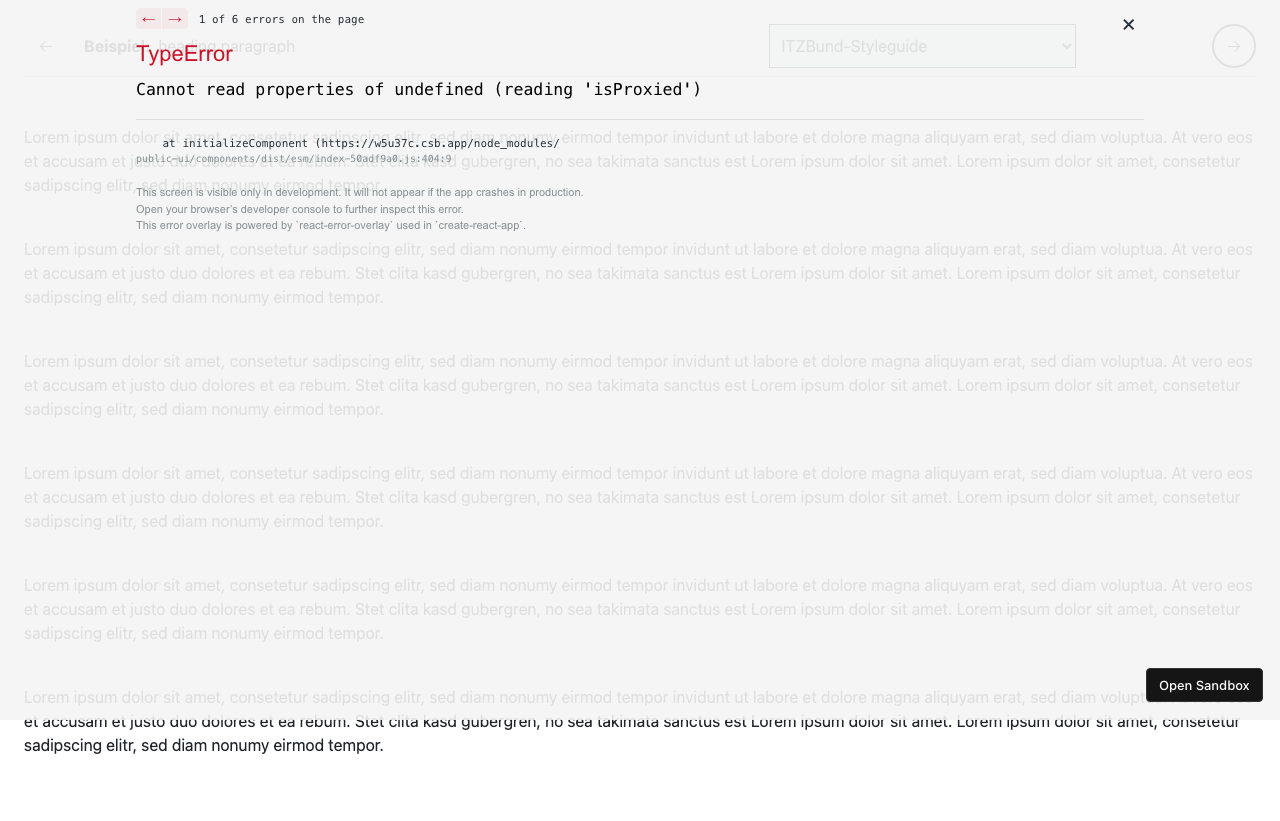 ← → 1 of 6 errors on the page
×
← Beispiel heading paragraph ITZBund-Styleguide →
TypeError
Cannot read properties of undefined (reading 'isProxied')
Lorem ipsum dolor sit amet, consetetur sadipscing elitr, sed diam nonumy eirmod tempor invidunt ut labore et dolore magna aliquyam erat, sed diam voluptua. At vero eos
at initializeComponent (https://w5u37c.csb.app/node_modules/
public-ui/components/dist/esm/index-50adf9a0.js:404:9
et accusam et justo duo dolores et ea rebum. Stet clita kasd gubergren, no sea takimata sanctus est Lorem ipsum dolor sit amet. Lorem ipsum dolor sit amet, consetetur
sadipscing elitr, sed diam nonumy eirmod tempor.
This screen is visible only in development. It will not appear if the app crashes in production.
Open your browser’s developer console to further inspect this error.
This error overlay is powered by `react-error-overlay` used in `create-react-app`.
Lorem ipsum dolor sit amet, consetetur sadipscing elitr, sed diam nonumy eirmod tempor invidunt ut labore et dolore magna aliquyam erat, sed diam voluptua. At vero eos
et accusam et justo duo dolores et ea rebum. Stet clita kasd gubergren, no sea takimata sanctus est Lorem ipsum dolor sit amet. Lorem ipsum dolor sit amet, consetetur
sadipscing elitr, sed diam nonumy eirmod tempor.
Lorem ipsum dolor sit amet, consetetur sadipscing elitr, sed diam nonumy eirmod tempor invidunt ut labore et dolore magna aliquyam erat, sed diam voluptua. At vero eos
et accusam et justo duo dolores et ea rebum. Stet clita kasd gubergren, no sea takimata sanctus est Lorem ipsum dolor sit amet. Lorem ipsum dolor sit amet, consetetur
sadipscing elitr, sed diam nonumy eirmod tempor.
Lorem ipsum dolor sit amet, consetetur sadipscing elitr, sed diam nonumy eirmod tempor invidunt ut labore et dolore magna aliquyam erat, sed diam voluptua. At vero eos
et accusam et justo duo dolores et ea rebum. Stet clita kasd gubergren, no sea takimata sanctus est Lorem ipsum dolor sit amet. Lorem ipsum dolor sit amet, consetetur
sadipscing elitr, sed diam nonumy eirmod tempor.
Lorem ipsum dolor sit amet, consetetur sadipscing elitr, sed diam nonumy eirmod tempor invidunt ut labore et dolore magna aliquyam erat, sed diam voluptua. At vero eos
et accusam et justo duo dolores et ea rebum. Stet clita kasd gubergren, no sea takimata sanctus est Lorem ipsum dolor sit amet. Lorem ipsum dolor sit amet, consetetur
sadipscing elitr, sed diam nonumy eirmod tempor.
Lorem ipsum dolor sit amet, consetetur sadipscing elitr, sed diam nonumy eirmod tempor invidunt ut labore et dolore magna aliquyam erat, sed diam
Open Sandbox
et accusam et justo duo dolores et ea rebum. Stet clita kasd gubergren, no sea takimata sanctus est Lorem ipsum dolor sit amet. Lorem ipsum dolor sit amet, consetetur
sadipscing elitr, sed diam nonumy eirmod tempor.